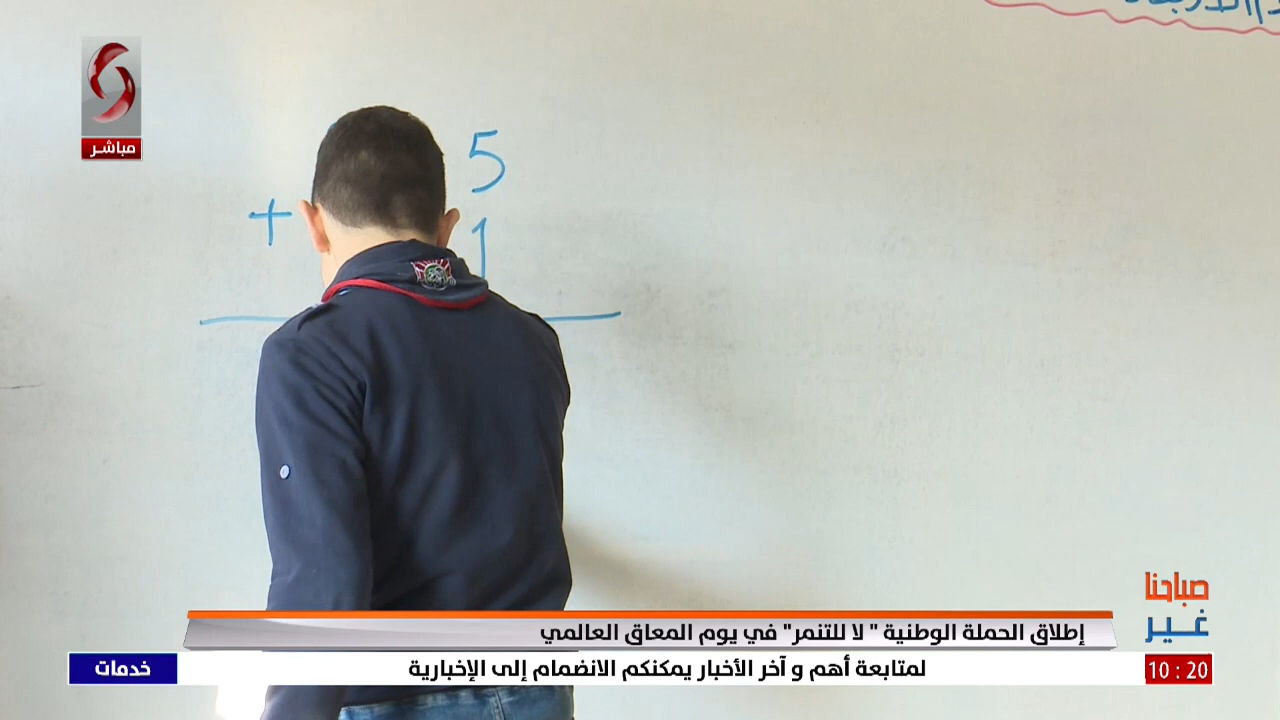 مباشر
5
+
1
صباحنا
غير
إطلاق الحملة الوطنية " لا للتنمر" في يوم المعاق العالمي
10 : 20
لمتابعة أهم و آخر الأخبار يمكنكم الانضمام إلى الإخبارية
خدمات